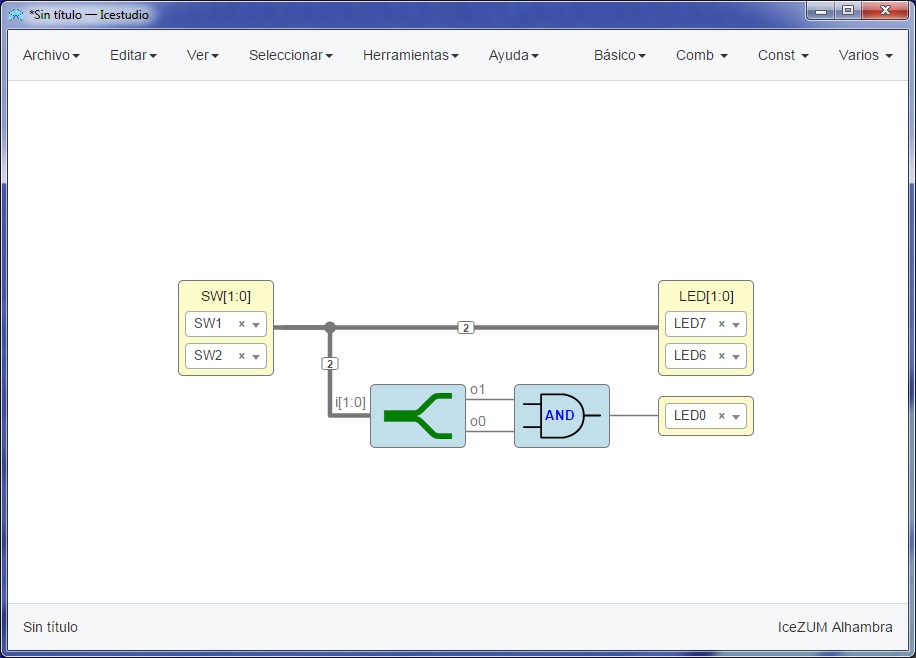 *Sin título — Icestudio
Archivo Editar Ver Seleccionar Herramientas Ayuda Básico Comb Const Varios
SW[1:0]
SW1 ×
SW2 ×
2
2
LED[1:0]
LED7 ×
LED6 ×
i[1:0]
o1
o0
AND
LED0 ×
Sin título
IceZUM Alhambra